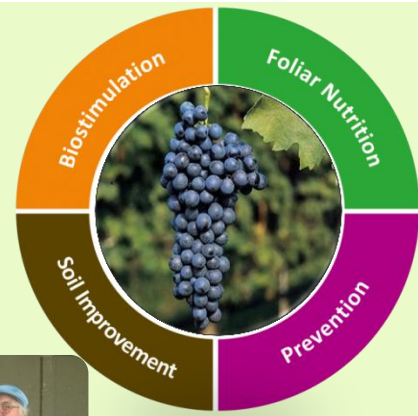 Biostimulation
Foliar Nutrition
Soil Improvement
Prevention